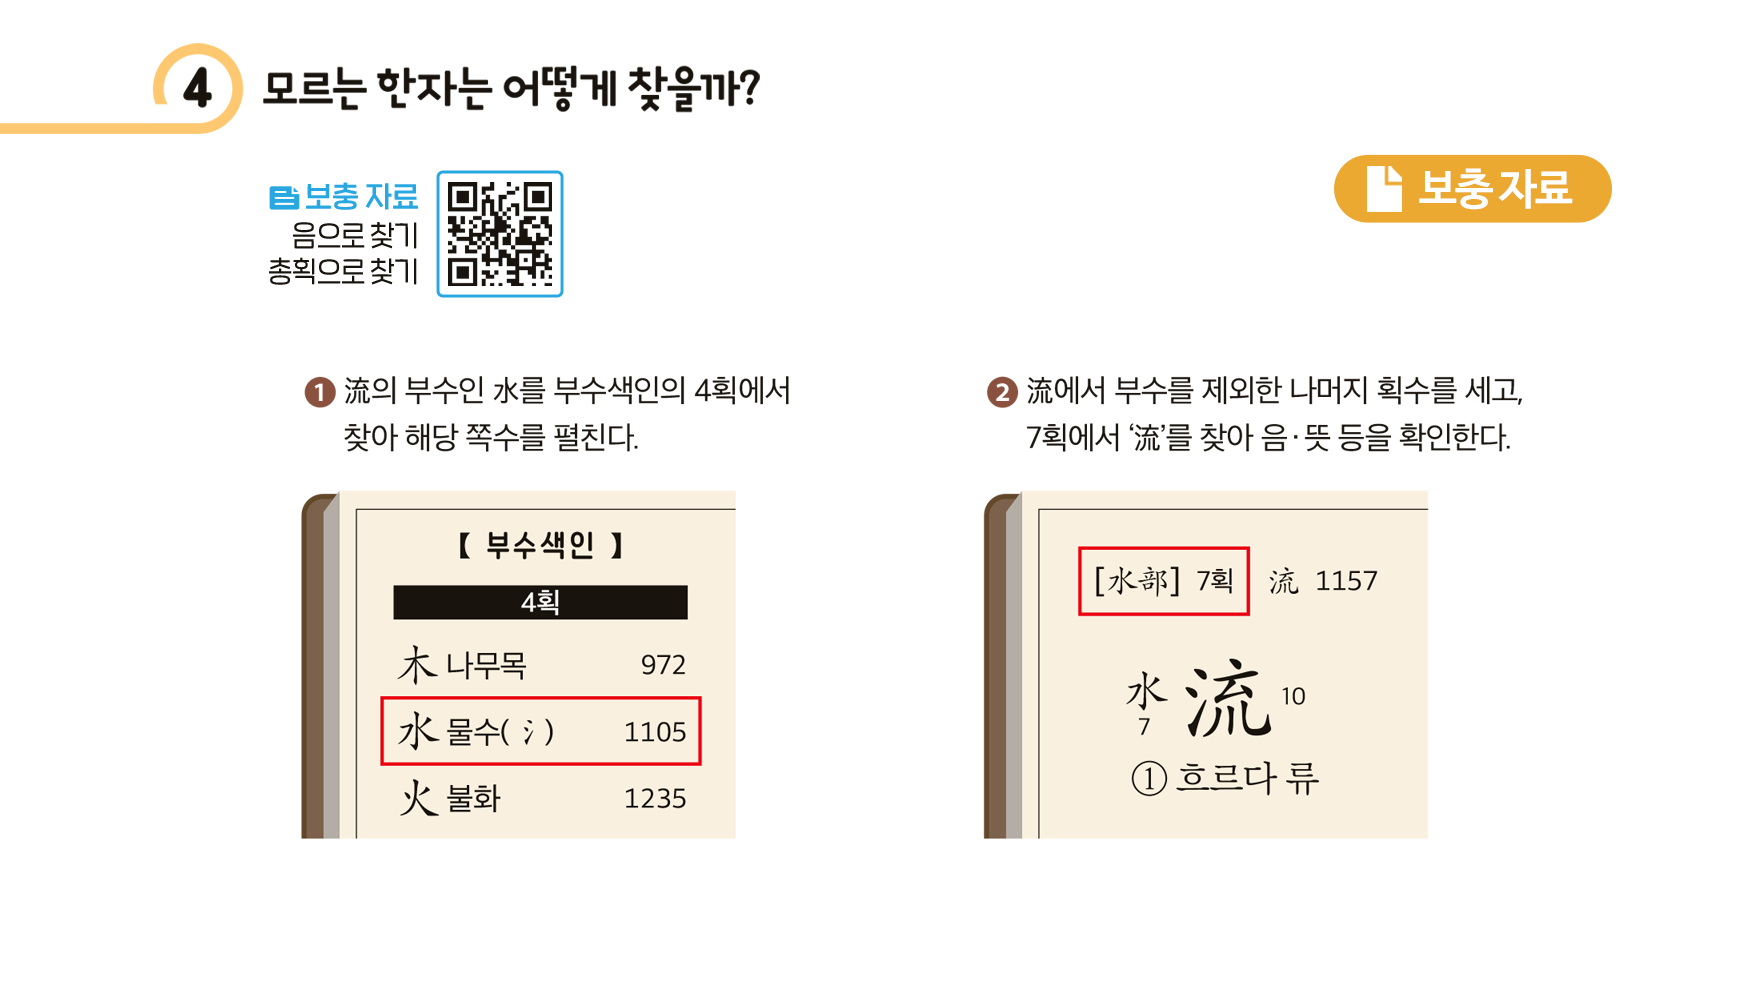 4 모르는 한자는 어떻게 찾을까?
보충 자료
음으로 찾기
총획으로 찾기
보충 자료
1 流의 부수인 水를 부수색인의 4획에서
찾아 해당 쪽수를 펼친다.
【 부수색인 】
4획
木 나무목 972
水 물수( 氵) 1105
火 불화 1235
2 流에서 부수를 제외한 나머지 획수를 세고,
7획에서 ‘流’를 찾아 음·뜻 등을 확인한다.
[水部] 7획 流 1157
水 流 10
7
① 흐르다 류